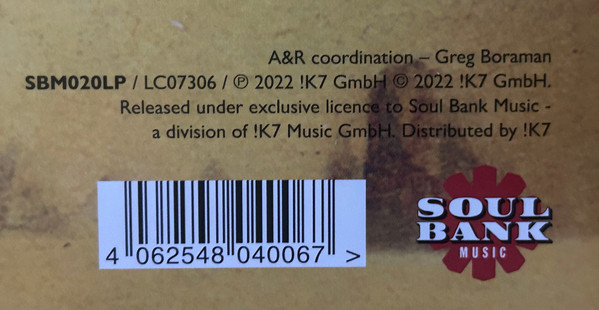 A&R coordination – Greg Boraman
SBM020LP / LC07306 / ℗ 2022 !K7 GmbH © 2022 !K7 GmbH.
Released under exclusive licence to Soul Bank Music -
a division of !K7 Music GmbH. Distributed by !K7
4 062548 040067 >
SOUL
BANK
MUSIC